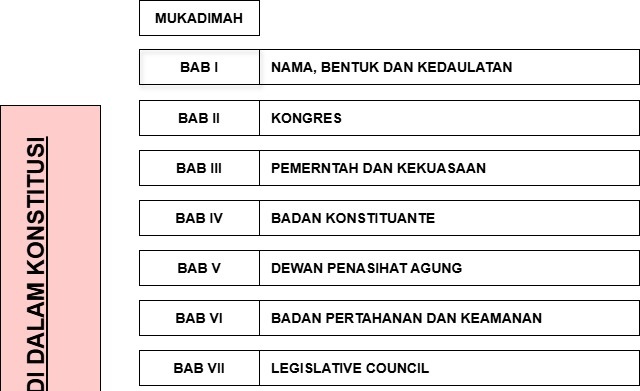 MUKADIMAH
BAB I NAMA, BENTUK DAN KEDAULATAN
BAB II KONGRES
BAB III PEMERNTAH DAN KEKUASAAN
BAB IV BADAN KONSTITUANTE
BAB V DEWAN PENASIHAT AGUNG
BAB VI BADAN PERTAHANAN DAN KEAMANAN
BAB VII LEGISLATIVE COUNCIL
DI DALAM KONSTITUSI